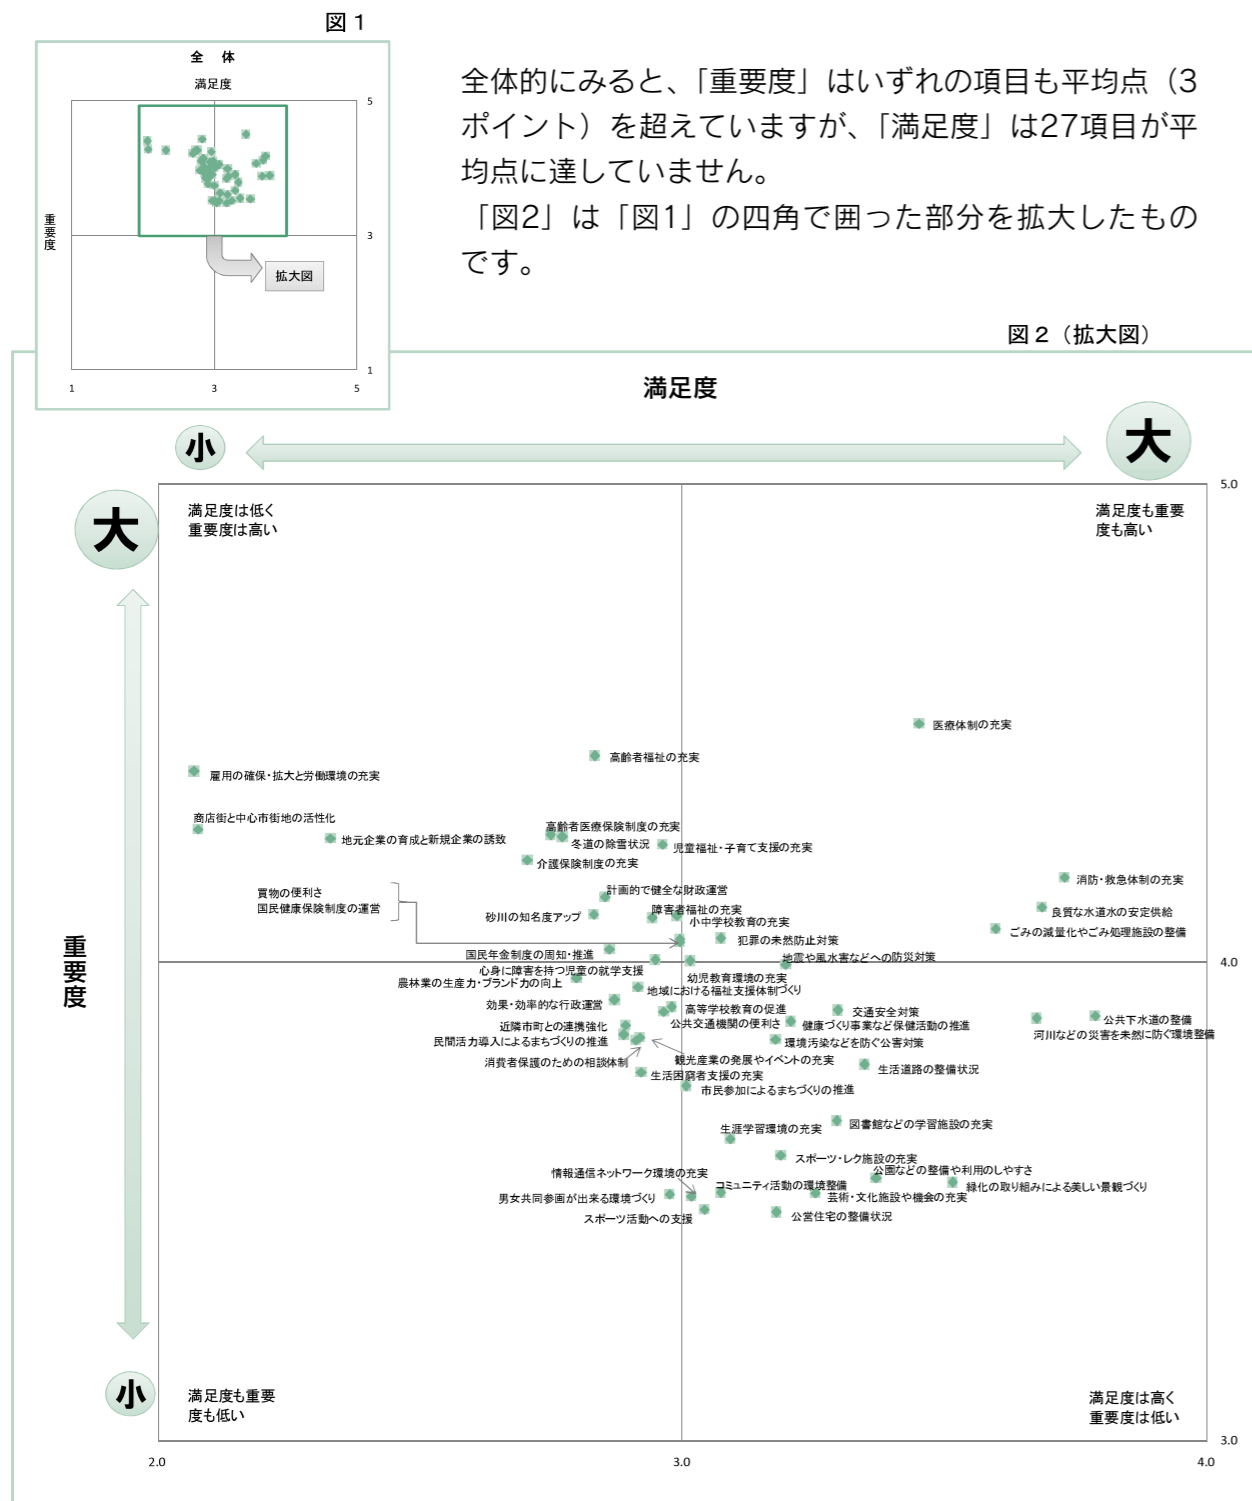 図1
全 体
満足度
5
重要度
3
拡大図
1
1
3
5
全体的にみると、「重要度」はいずれの項目も平均点（3
ポイント）を超えていますが、「満足度」は27項目が平
均点に達していません。
「図2」は「図1」の四角で囲った部分を拡大したもの
です。
図2（拡大図）
満足度
小
大
大
5.0
満足度は低く
重要度は高い
満足度も重要
度も高い
医療体制の充実
高齢者福祉の充実
雇用の確保・拡大と労働環境の充実
商店街と中心市街地の活性化
地元企業の育成と新規企業の誘致
高齢者医療保険制度の充実
冬道の除雪状況
児童福祉・子育て支援の充実
介護保険制度の充実
消防・救急体制の充実
買物の便利さ
国民健康保険制度の運営
計画的で健全な財政運営
砂川の知名度アップ
障害者福祉の充実
小中学校教育の充実
良質な水道水の安定供給
ごみの減量化やごみ処理施設の整備
犯罪の未然防止対策
国民年金制度の周知・推進
地震や風水害などへの防災対策
重要度
4.0
心身に障害を持つ児童の就学支援
幼児教育環境の充実
農林業の生産力・ブランド力の向上
地域における福祉支援体制づくり
効果・効率的な行政運営
高等学校教育の促進
交通安全対策
公共下水道の整備
近隣市町との連携強化
公共交通機関の便利さ
健康づくり事業など保健活動の推進
河川などの災害を未然に防ぐ環境整備
民間活力導入によるまちづくりの推進
環境汚染などを防ぐ公害対策
消費者保護のための相談体制
観光産業の発展やイベントの充実
生活道路の整備状況
生活困窮者支援の充実
市民参加によるまちづくりの推進
生涯学習環境の充実
図書館などの学習施設の充実
スポーツ・レク施設の充実
情報通信ネットワーク環境の充実
公園などの整備や利用のしやすさ
コミュニティ活動の環境整備
緑化の取り組みによる美しい景観づくり
男女共同参画が出来る環境づくり
芸術・文化施設や機会の充実
スポーツ活動への支援
公営住宅の整備状況
小
満足度も重要
度も低い
満足度は高く
重要度は低い
3.0
2.0
3.0
4.0